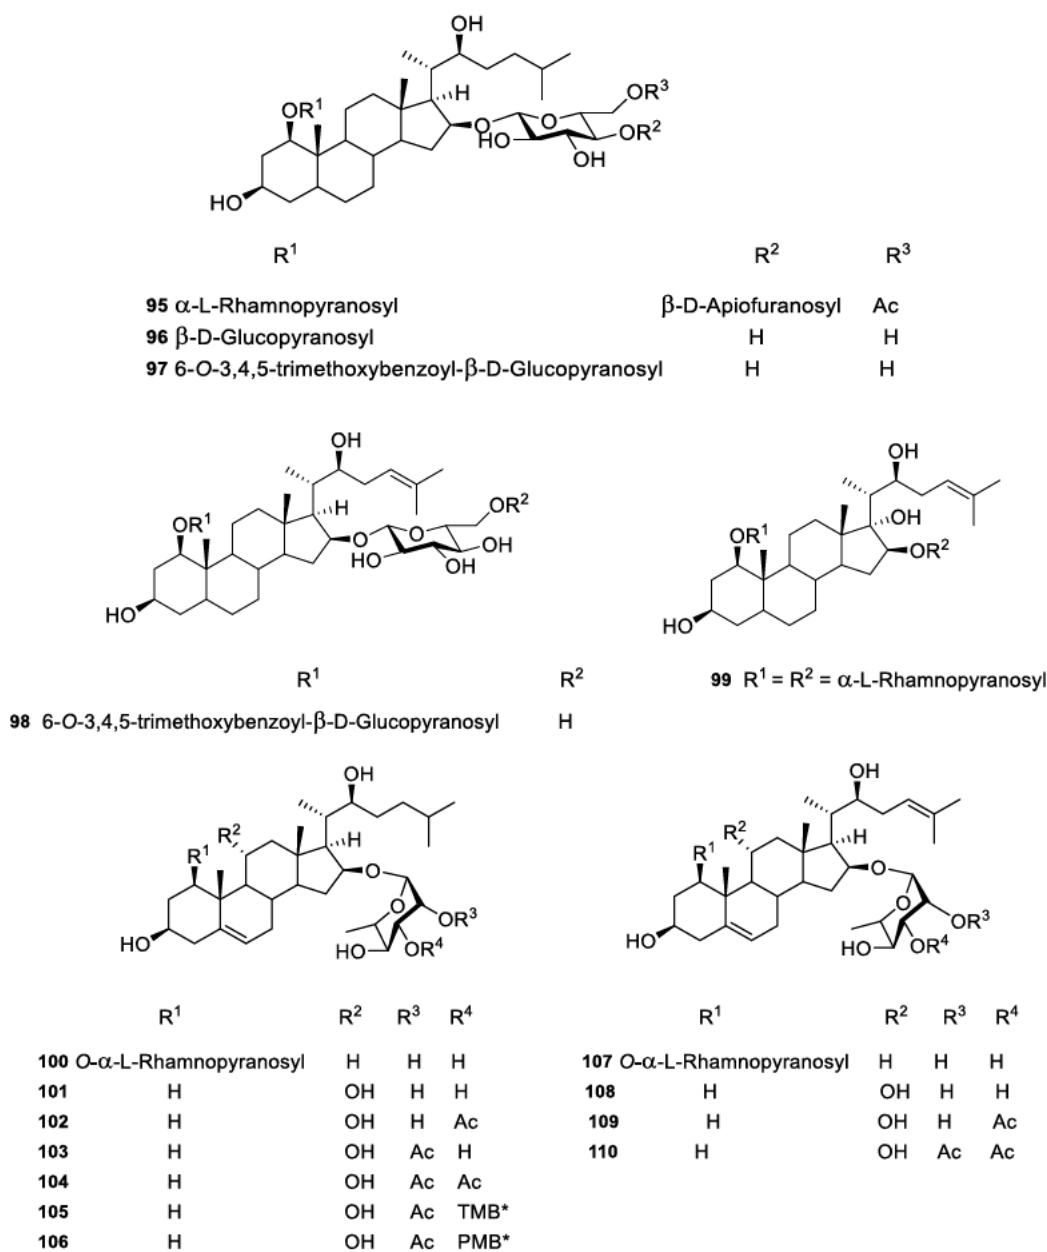 OH
OR³
OR¹
H
O
O
HO
OR²
OH
HO
R¹ R² R³
95 α-L-Rhamnopyranosyl β-D-Apiofuranosyl Ac
96 β-D-Glucopyranosyl H H
97 6-O-3,4,5-trimethoxybenzoyl-β-D-Glucopyranosyl H H
OH
H
OR²
OR¹
O
O
HO
OH
OH
HO
OH
OH
OR¹
OR²
HO
R¹ R²
99 R¹ = R² = α-L-Rhamnopyranosyl
98 6-O-3,4,5-trimethoxybenzoyl-β-D-Glucopyranosyl H
OH
R²
H
R¹
O
O
OR³
HO
HO
OR⁴
OH
R²
H
R¹
O
O
OR³
HO
HO
OR⁴
R¹ R² R³ R⁴
100 O-α-L-Rhamnopyranosyl H H H
101 H OH H H
102 H OH H Ac
103 H OH Ac H
104 H OH Ac Ac
105 H OH Ac TMB*
106 H OH Ac PMB*
R¹ R² R³ R⁴
107 O-α-L-Rhamnopyranosyl H H H
108 H OH H H
109 H OH H Ac
110 H OH Ac Ac